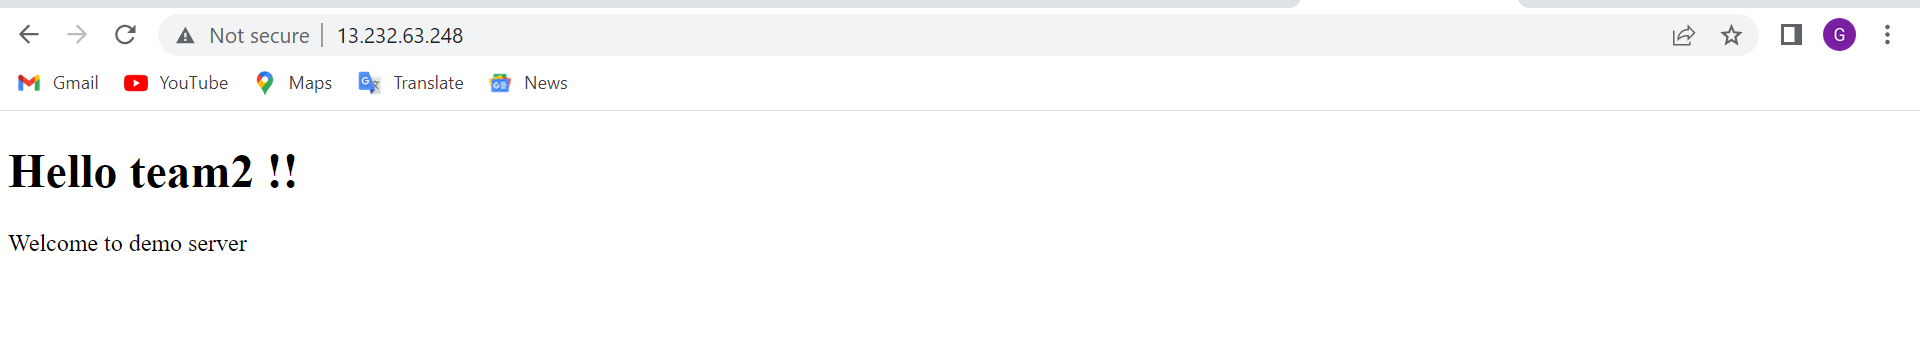 Not secure 13.232.63.248 G
Gmail YouTube Maps Translate News
Hello team2 !!
Welcome to demo server